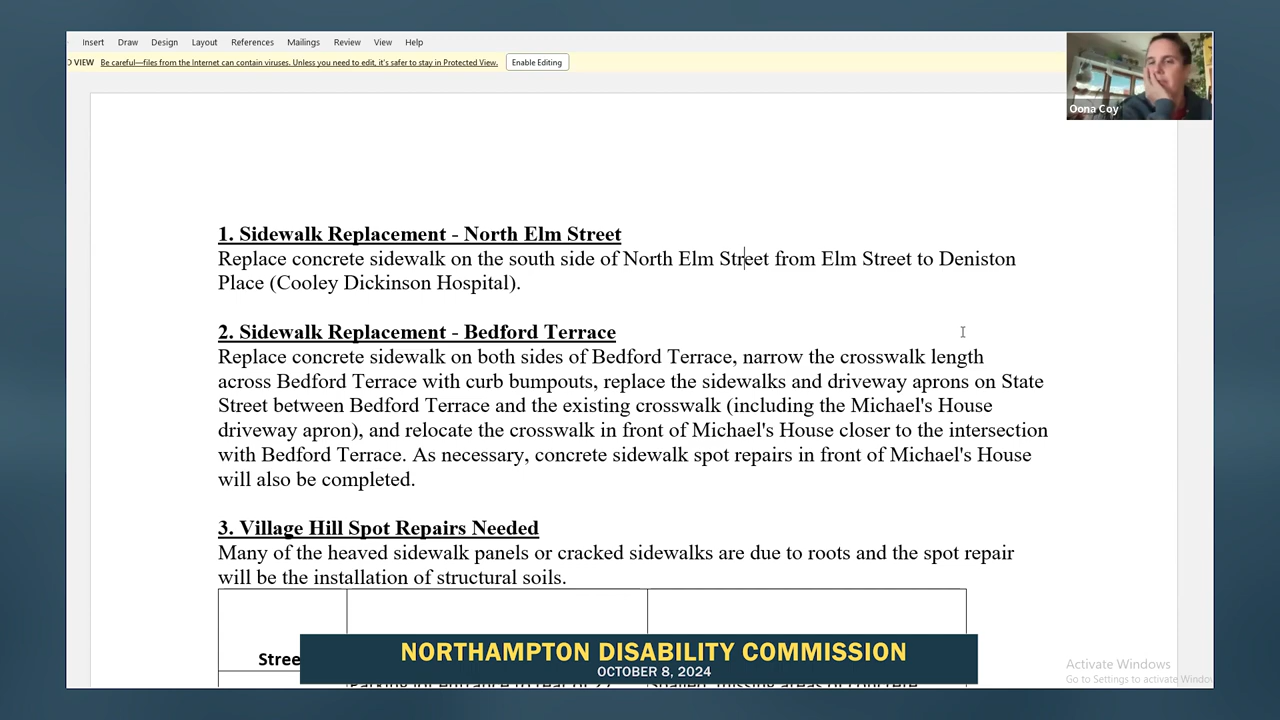 Insert Draw Design Layout References Mailings Review View Help
VIEW Be careful—files from the Internet can contain viruses. Unless you need to edit, it's safer to stay in Protected View. Enable Editing
Oona Coy
1. Sidewalk Replacement - North Elm Street
Replace concrete sidewalk on the south side of North Elm Street from Elm Street to Deniston
Place (Cooley Dickinson Hospital).
2. Sidewalk Replacement - Bedford Terrace
Replace concrete sidewalk on both sides of Bedford Terrace, narrow the crosswalk length
across Bedford Terrace with curb bumpouts, replace the sidewalks and driveway aprons on State
Street between Bedford Terrace and the existing crosswalk (including the Michael's House
driveway apron), and relocate the crosswalk in front of Michael's House closer to the intersection
with Bedford Terrace. As necessary, concrete sidewalk spot repairs in front of Michael's House
will also be completed.
3. Village Hill Spot Repairs Needed
Many of the heaved sidewalk panels or cracked sidewalks are due to roots and the spot repair
will be the installation of structural soils.
Stree
NORTHAMPTON DISABILITY COMMISSION
OCTOBER 8, 2024
Activate Windows
Go to Settings to activate Windo